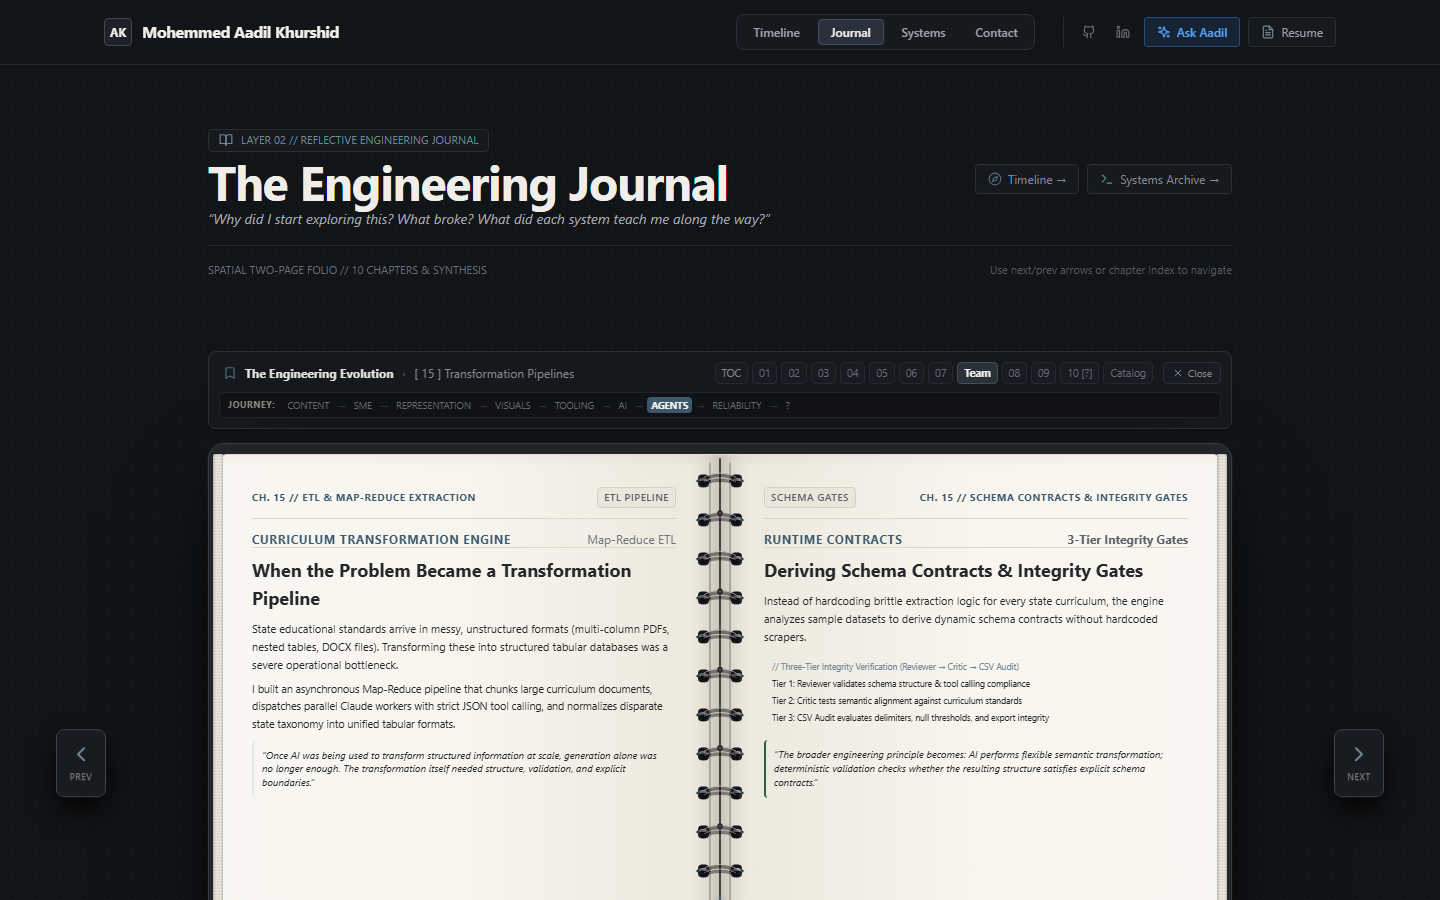 AK Mohemmed Aadil Khurshid
Timeline Journal Systems Contact
Ask Aadil Resume
LAYER 02 // REFLECTIVE ENGINEERING JOURNAL
The Engineering Journal
"Why did I start exploring this? What broke? What did each system teach me along the way?"
Timeline → Systems Archive →
SPATIAL TWO-PAGE FOLIO // 10 CHAPTERS & SYNTHESIS
Use next/prev arrows or chapter index to navigate
The Engineering Evolution · [ 15 ] Transformation Pipelines
TOC 01 02 03 04 05 06 07 Team 08 09 10 [?] Catalog × Close
JOURNEY: CONTENT → SME → REPRESENTATION → VISUALS → TOOLING → AI → AGENTS → RELIABILITY → ?
CH. 15 // ETL & MAP-REDUCE EXTRACTION ETL PIPELINE
CURRICULUM TRANSFORMATION ENGINE Map-Reduce ETL
When the Problem Became a Transformation
Pipeline
State educational standards arrive in messy, unstructured formats (multi-column PDFs,
nested tables, DOCX files). Transforming these into structured tabular databases was a
severe operational bottleneck.
I built an asynchronous Map-Reduce pipeline that chunks large curriculum documents,
dispatches parallel Claude workers with strict JSON tool calling, and normalizes disparate
state taxonomy into unified tabular formats.
"Once AI was being used to transform structured information at scale, generation alone was
no longer enough. The transformation itself needed structure, validation, and explicit
boundaries."
SCHEMA GATES CH. 15 // SCHEMA CONTRACTS & INTEGRITY GATES
RUNTIME CONTRACTS 3-Tier Integrity Gates
Deriving Schema Contracts & Integrity Gates
Instead of hardcoding brittle extraction logic for every state curriculum, the engine
analyzes sample datasets to derive dynamic schema contracts without hardcoded
scrapers.
// Three-Tier Integrity Verification (Reviewer → Critic → CSV Audit)
Tier 1: Reviewer validates schema structure & tool calling compliance
Tier 2: Critic tests semantic alignment against curriculum standards
Tier 3: CSV Audit evaluates delimiters, null thresholds, and export integrity
"The broader engineering principle becomes: AI performs flexible semantic transformation;
deterministic validation checks whether the resulting structure satisfies explicit schema
contracts."
PREV
NEXT